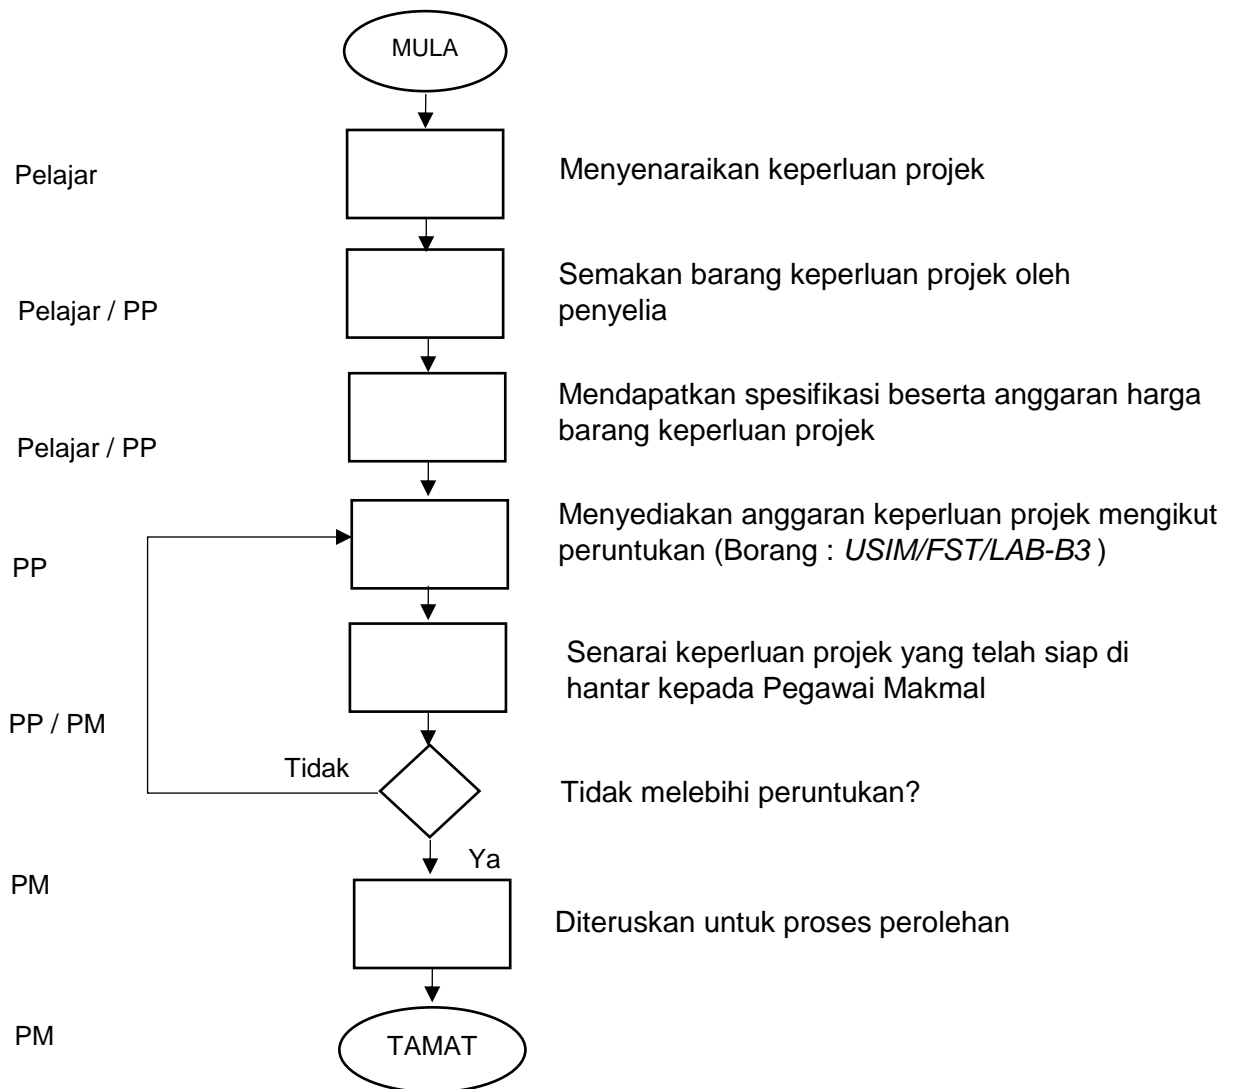 MULA
Pelajar
Menyenaraikan keperluan projek
Pelajar / PP
Semakan barang keperluan projek oleh
penyelia
Pelajar / PP
Mendapatkan spesifikasi beserta anggaran harga
barang keperluan projek
PP
Menyediakan anggaran keperluan projek mengikut
peruntukan (Borang : USIM/FST/LAB-B3 )
PP / PM
Senarai keperluan projek yang telah siap di
hantar kepada Pegawai Makmal
Tidak
Tidak melebihi peruntukan?
Ya
PM
Diteruskan untuk proses perolehan
PM
TAMAT